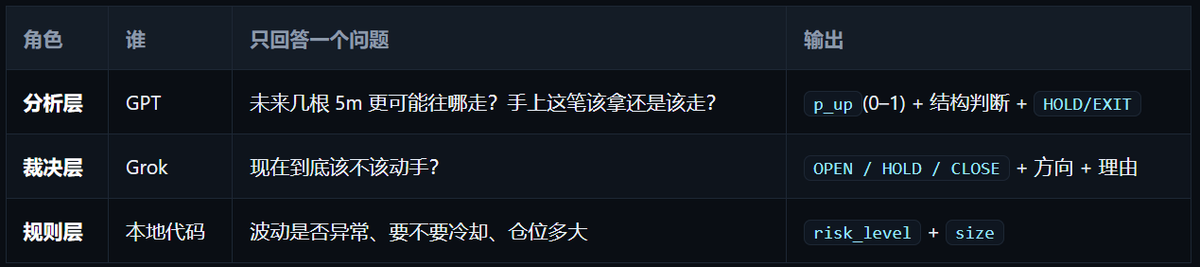 角色 谁 只回答一个问题 输出
分析层 GPT 未来几根 5m 更可能往哪走？手上这笔该拿还是该走？ p_up(0–1) + 结构判断 + HOLD/EXIT
裁决层 Grok 现在到底该不该动手？ OPEN / HOLD / CLOSE + 方向 + 理由
规则层 本地代码 波动是否异常、要不要冷却、仓位多大 risk_level + size